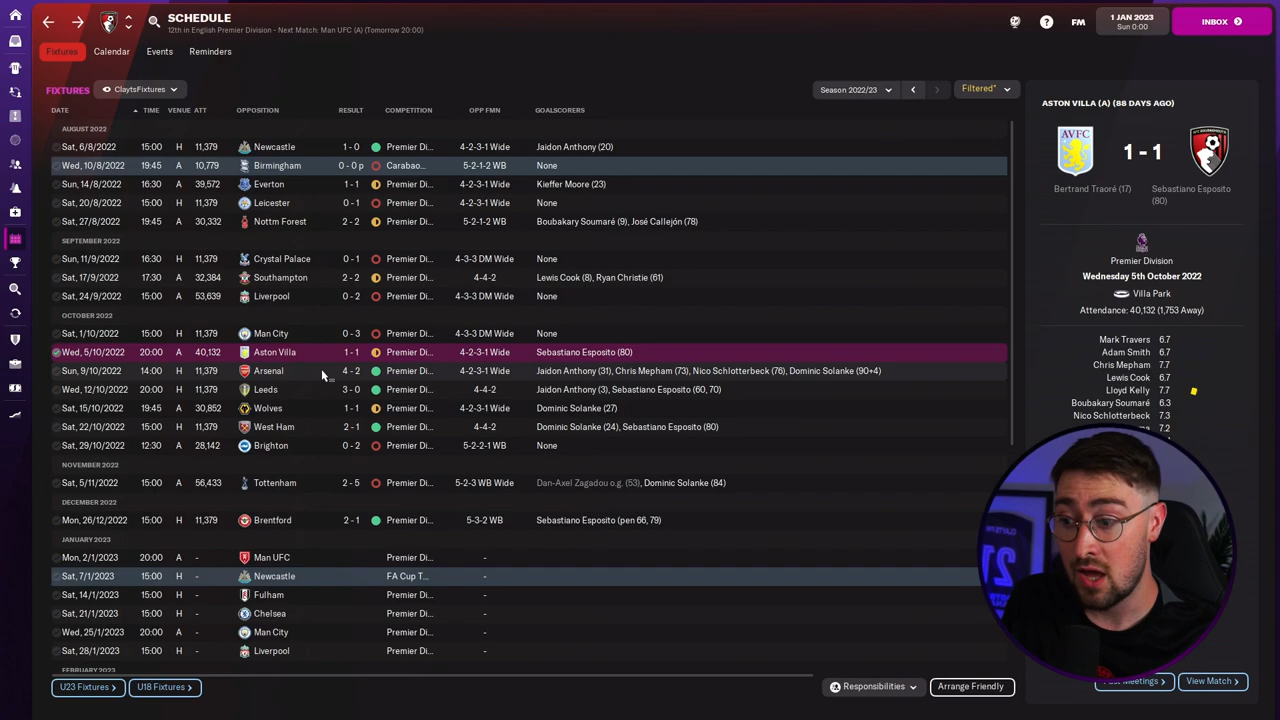 SCHEDULE
12th in English Premier Division - Next Match: Man UFC (A) (Tomorrow 20:00)
FM
1 JAN 2023
Sun 0:00
INBOX
Fixtures Calendar Events Reminders
FIXTURES ClaytsFixtures Season 2022/23 Filtered*
DATE TIME VENUE ATT OPPOSITION RESULT COMPETITION OPP FMN GOALSCORERS
AUGUST 2022
Sat, 6/8/2022 15:00 H 11,379 Newcastle 1 - 0 Premier Di... 4-2-3-1 Wide Jaidon Anthony (20)
Wed, 10/8/2022 19:45 A 10,779 Birmingham 0 - 0 p Carabao... 5-2-1-2 WB None
Sun, 14/8/2022 16:30 A 39,572 Everton 1 - 1 Premier Di... 4-2-3-1 Wide Kieffer Moore (23)
Sat, 20/8/2022 15:00 H 11,379 Leicester 0 - 1 Premier Di... 4-2-3-1 Wide None
Sat, 27/8/2022 19:45 A 30,332 Nottm Forest 2 - 2 Premier Di... 5-2-1-2 WB Boubakary Soumaré (9), José Callejón (78)
SEPTEMBER 2022
Sun, 11/9/2022 16:30 H 11,379 Crystal Palace 0 - 1 Premier Di... 4-3-3 DM Wide None
Sat, 17/9/2022 17:30 A 32,384 Southampton 2 - 2 Premier Di... 4-4-2 Lewis Cook (8), Ryan Christie (61)
Sat, 24/9/2022 15:00 A 53,639 Liverpool 0 - 2 Premier Di... 4-3-3 DM Wide None
OCTOBER 2022
Sat, 1/10/2022 15:00 H 11,379 Man City 0 - 3 Premier Di... 4-3-3 DM Wide None
Wed, 5/10/2022 20:00 A 40,132 Aston Villa 1 - 1 Premier Di... 4-2-3-1 Wide Sebastiano Esposito (80)
Sun, 9/10/2022 14:00 H 11,379 Arsenal 4 - 2 Premier Di... 4-2-3-1 Wide Jaidon Anthony (31), Chris Mepham (73), Nico Schlotterbeck (76), Dominic Solanke (90+4)
Wed, 12/10/2022 20:00 H 11,379 Leeds 3 - 0 Premier Di... 4-4-2 Jaidon Anthony (3), Sebastiano Esposito (60, 70)
Sat, 15/10/2022 19:45 A 30,852 Wolves 1 - 1 Premier Di... 4-2-3-1 Wide Dominic Solanke (27)
Sat, 22/10/2022 15:00 H 11,379 West Ham 2 - 1 Premier Di... 4-4-2 Dominic Solanke (24), Sebastiano Esposito (80)
Sat, 29/10/2022 12:30 A 28,142 Brighton 0 - 2 Premier Di... 5-2-2-1 WB None
NOVEMBER 2022
Sat, 5/11/2022 15:00 A 56,433 Tottenham 2 - 5 Premier Di... 5-2-3 WB Wide Dan-Axel Zagadou o.g. (53), Dominic Solanke (84)
DECEMBER 2022
Mon, 26/12/2022 15:00 H 11,379 Brentford 2 - 1 Premier Di... 5-3-2 WB Sebastiano Esposito (pen 66, 79)
JANUARY 2023
Mon, 2/1/2023 20:00 A - Man UFC Premier Di... -
Sat, 7/1/2023 15:00 H - Newcastle FA Cup T... -
Sat, 14/1/2023 15:00 H - Fulham Premier Di... -
Sat, 21/1/2023 15:00 H - Chelsea Premier Di... -
Wed, 25/1/2023 20:00 A - Man City Premier Di... -
Sat, 28/1/2023 15:00 H - Liverpool Premier Di... -
FEBRUARY 2023
U23 Fixtures U18 Fixtures Responsibilities Arrange Friendly
ASTON VILLA (A) (88 DAYS AGO)
AVFC
1 - 1
Bertrand Traoré (17) Sebastiano Esposito
(80)
Premier Division
Wednesday 5th October 2022
Villa Park
Attendance: 40,132 (1,753 Away)
Mark Travers 6.7
Adam Smith 6.7
Chris Mepham 7.7
Lewis Cook 6.7
Lloyd Kelly 7.7
Boubakary Soumaré 6.3
Nico Schlotterbeck 7.3
7.2
Meetings View Match